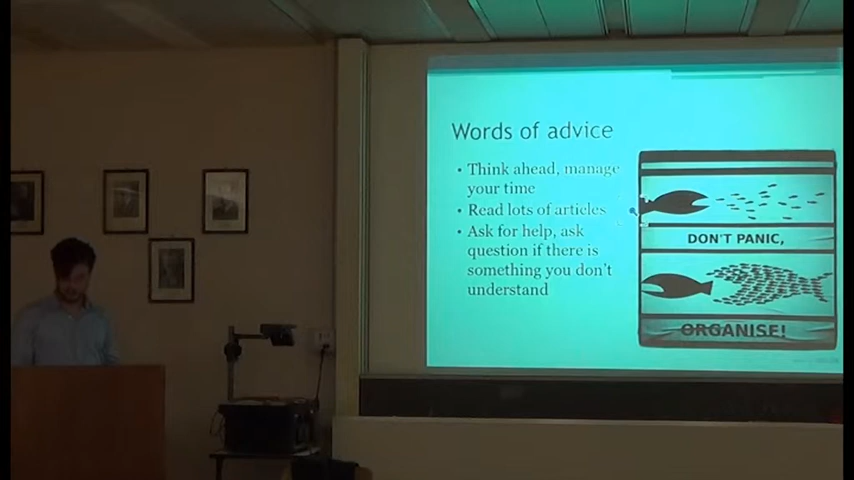 Words of advice
• Think ahead, manage
your time
• Read lots of articles
• Ask for help, ask
question if there is
something you don't
understand
DON'T PANIC,
ORGANISE!